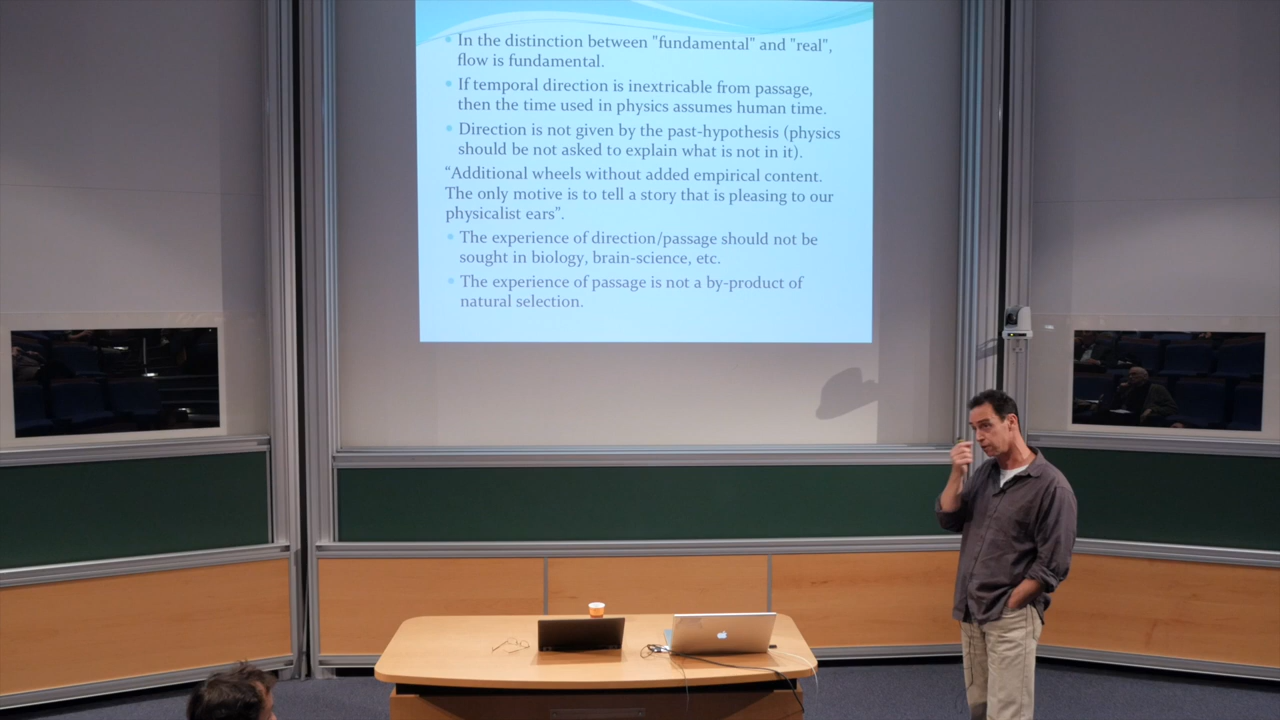 • In the distinction between "fundamental" and "real",
flow is fundamental.
• If temporal direction is inextricable from passage,
then the time used in physics assumes human time.
• Direction is not given by the past-hypothesis (physics
should be not asked to explain what is not in it).
“Additional wheels without added empirical content.
The only motive is to tell a story that is pleasing to our
physicalist ears”.
• The experience of direction/passage should not be
sought in biology, brain-science, etc.
• The experience of passage is not a by-product of
natural selection.